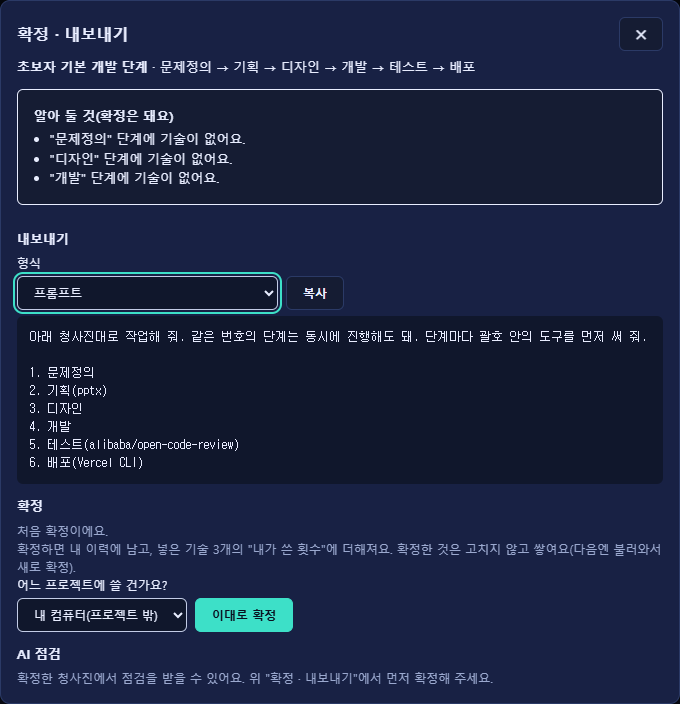 확정 · 내보내기
×
초보자 기본 개발 단계 · 문제정의 → 기획 → 디자인 → 개발 → 테스트 → 배포
알아 둘 것(확정은 돼요)
• "문제정의" 단계에 기술이 없어요.
• "디자인" 단계에 기술이 없어요.
• "개발" 단계에 기술이 없어요.
내보내기
형식
프롬프트 복사
아래 청사진대로 작업해 줘. 같은 번호의 단계는 동시에 진행해도 돼. 단계마다 괄호 안의 도구를 먼저 써 줘.
1. 문제정의
2. 기획(pptx)
3. 디자인
4. 개발
5. 테스트(alibaba/open-code-review)
6. 배포(Vercel CLI)
확정
처음 확정이에요.
확정하면 내 이력에 남고, 넣은 기술 3개의 "내가 쓴 횟수"에 더해져요. 확정한 것은 고치지 않고 쌓여요(다음엔 불러와서
새로 확정).
어느 프로젝트에 쓸 건가요?
내 컴퓨터(프로젝트 밖) 이대로 확정
AI 점검
확정한 청사진에서 점검을 받을 수 있어요. 위 "확정 · 내보내기"에서 먼저 확정해 주세요.